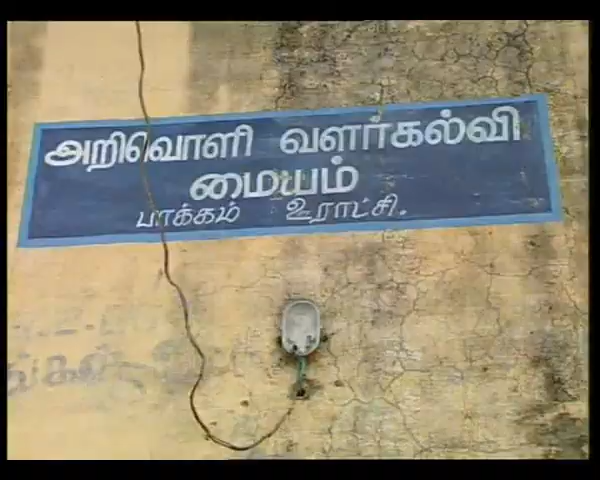 அறிவொளி வளர்கல்வி
மையம்
பாக்கம் ஊராட்சி.